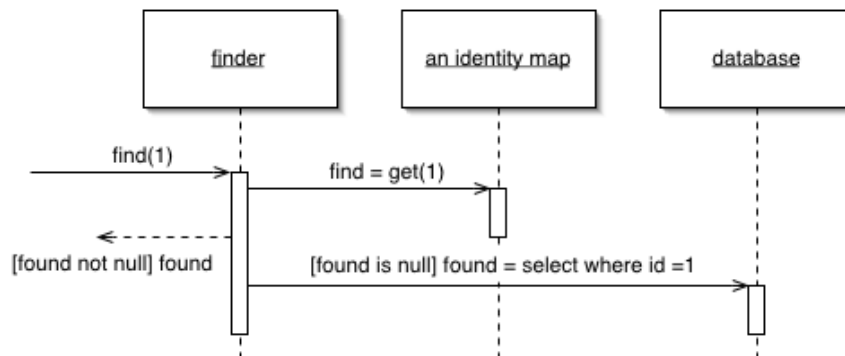 finder
an identity map
database
find(1)
find = get(1)
[found not null] found
[found is null] found = select where id =1